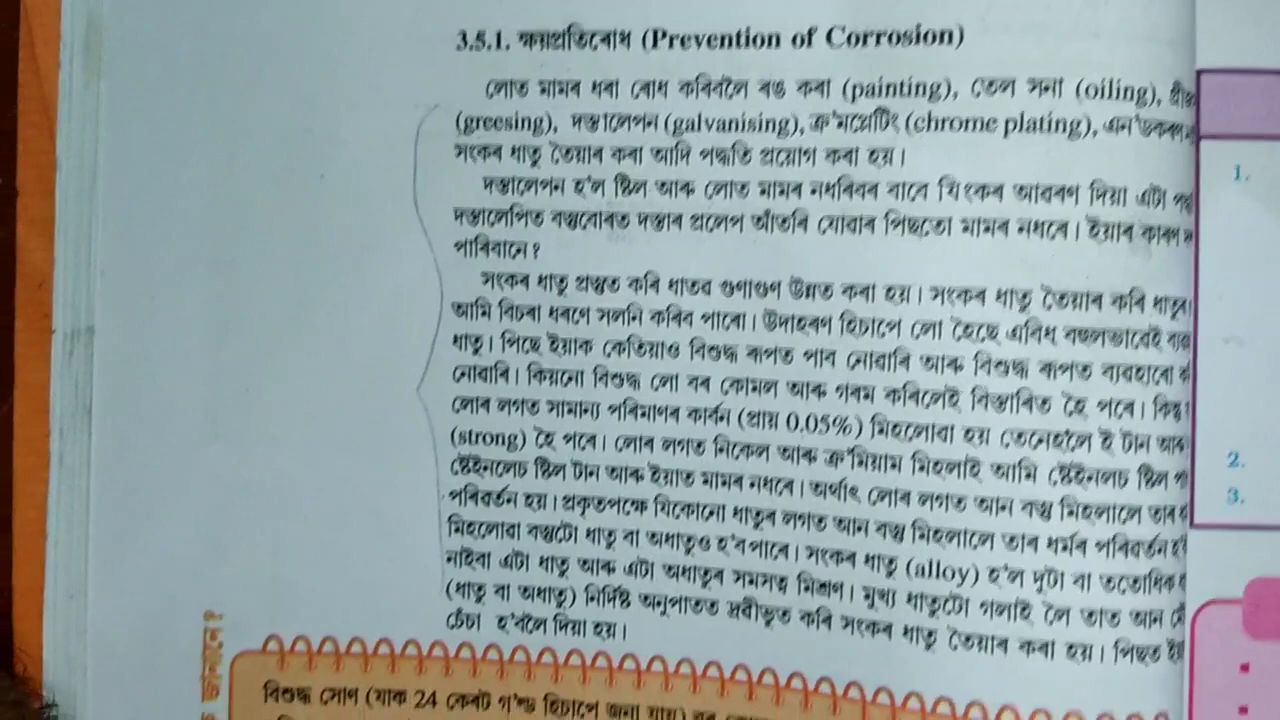 3.5.1. ক্ষয়প্ৰতিৰোধ (Prevention of Corrosion)
লোত মামৰ ধৰা ৰোধ কৰিবলৈ ৰঙ কৰা (painting), তেল সনা (oiling), গ্ৰীজ
(greesing), দস্তালেপন (galvanising), ক্ৰ'মপ্লেটিং (chrome plating), এন'ডকৰণ
সংকৰ ধাতু তৈয়াৰ কৰা আদি পদ্ধতি প্ৰয়োগ কৰা হয়।
দস্তালেপন হ'ল ষ্টিল আৰু লোত মামৰ নধৰিবৰ বাবে যিংকৰ আৱৰণ দিয়া এটা
দস্তালেপিত বস্তুবোৰত দস্তাৰ প্ৰলেপ আঁতৰি যোৱাৰ পিছতো মামৰ নধৰে। ইয়াৰ কাৰণ
পাৰিবানে?
সংকৰ ধাতু প্ৰস্তুত কৰি ধাতুৰ গুণাগুণ উন্নত কৰা হয়। সংকৰ ধাতু তৈয়াৰ কৰি ধাতুৰ
আমি বিচৰা ধৰণে সলনি কৰিব পাৰো। উদাহৰণ হিচাপে লো হৈছে এবিধ বহুলভাৱেই
ধাতু। পিছে ইয়াক কেতিয়াও বিশুদ্ধ ৰূপত পাব নোৱাৰি আৰু বিশুদ্ধ ৰূপত ব্যৱহাৰো
নোৱাৰি। কিয়নো বিশুদ্ধ লো বৰ কোমল আৰু গৰম কৰিলেই বিস্তাৰিত হৈ পৰে। কিন্তু
লোৰ লগত সামান্য পৰিমাণৰ কাৰ্বন (প্ৰায় 0.05%) মিহলোৱা হয় তেনেহ'লে ই টান আৰু
(strong) হৈ পৰে। লোৰ লগত নিকেল আৰু ক্ৰ'মিয়াম মিহলাই আমি ষ্টেইনলেচ ষ্টিল
ষ্টেইনলেচ ষ্টিল টান আৰু ইয়াত মামৰ নধৰে। অৰ্থাৎ লোৰ লগত আন বস্তু মিহলালে তাৰ
পৰিৱৰ্তন হয়। প্ৰকৃতপক্ষে যিকোনো ধাতুৰ লগত আন বস্তু মিহলালে তাৰ ধৰ্মৰ পৰিৱৰ্তন
মিহলোৱা বস্তুটো ধাতু বা অধাতুও হ'ব পাৰে। সংকৰ ধাতু (alloy) হ'ল দুটা বা ততোধিক
নাইবা এটা ধাতু আৰু এটা অধাতুৰ সমসত্ব মিশ্ৰণ। মুখ্য ধাতুটো গলাই লৈ তাত আন
(ধাতু বা অধাতু) নিৰ্দিষ্ট অনুপাতত দ্ৰৱীভূত কৰি সংকৰ ধাতু তৈয়াৰ কৰা হয়। পিছত
চেঁচা হ'বলৈ দিয়া হয়।
1.
2.
3.
জানানে?
বিশুদ্ধ সোণ (যাক 24 কেৰট গ'ল্ড হিচাপে জনা যায়) বৰ